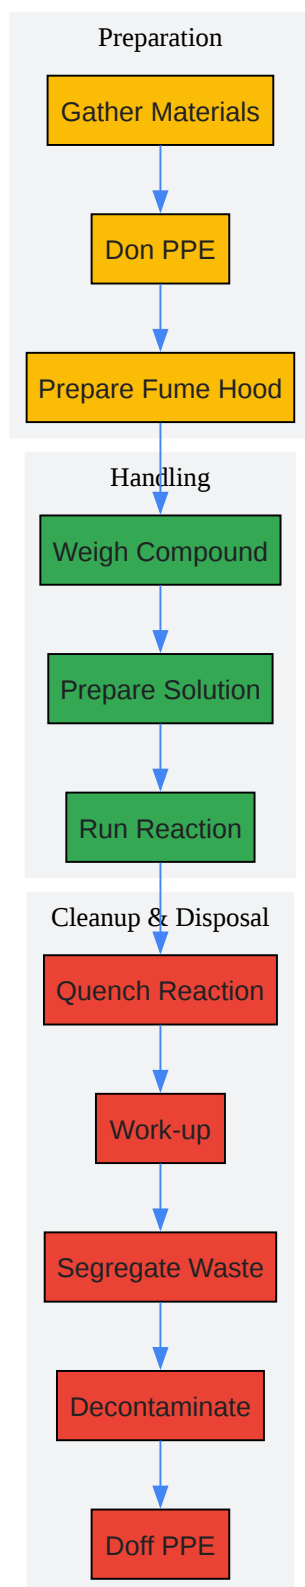 Preparation
Gather Materials
Don PPE
Prepare Fume Hood
Handling
Weigh Compound
Prepare Solution
Run Reaction
Cleanup & Disposal
Quench Reaction
Work-up
Segregate Waste
Decontaminate
Doff PPE